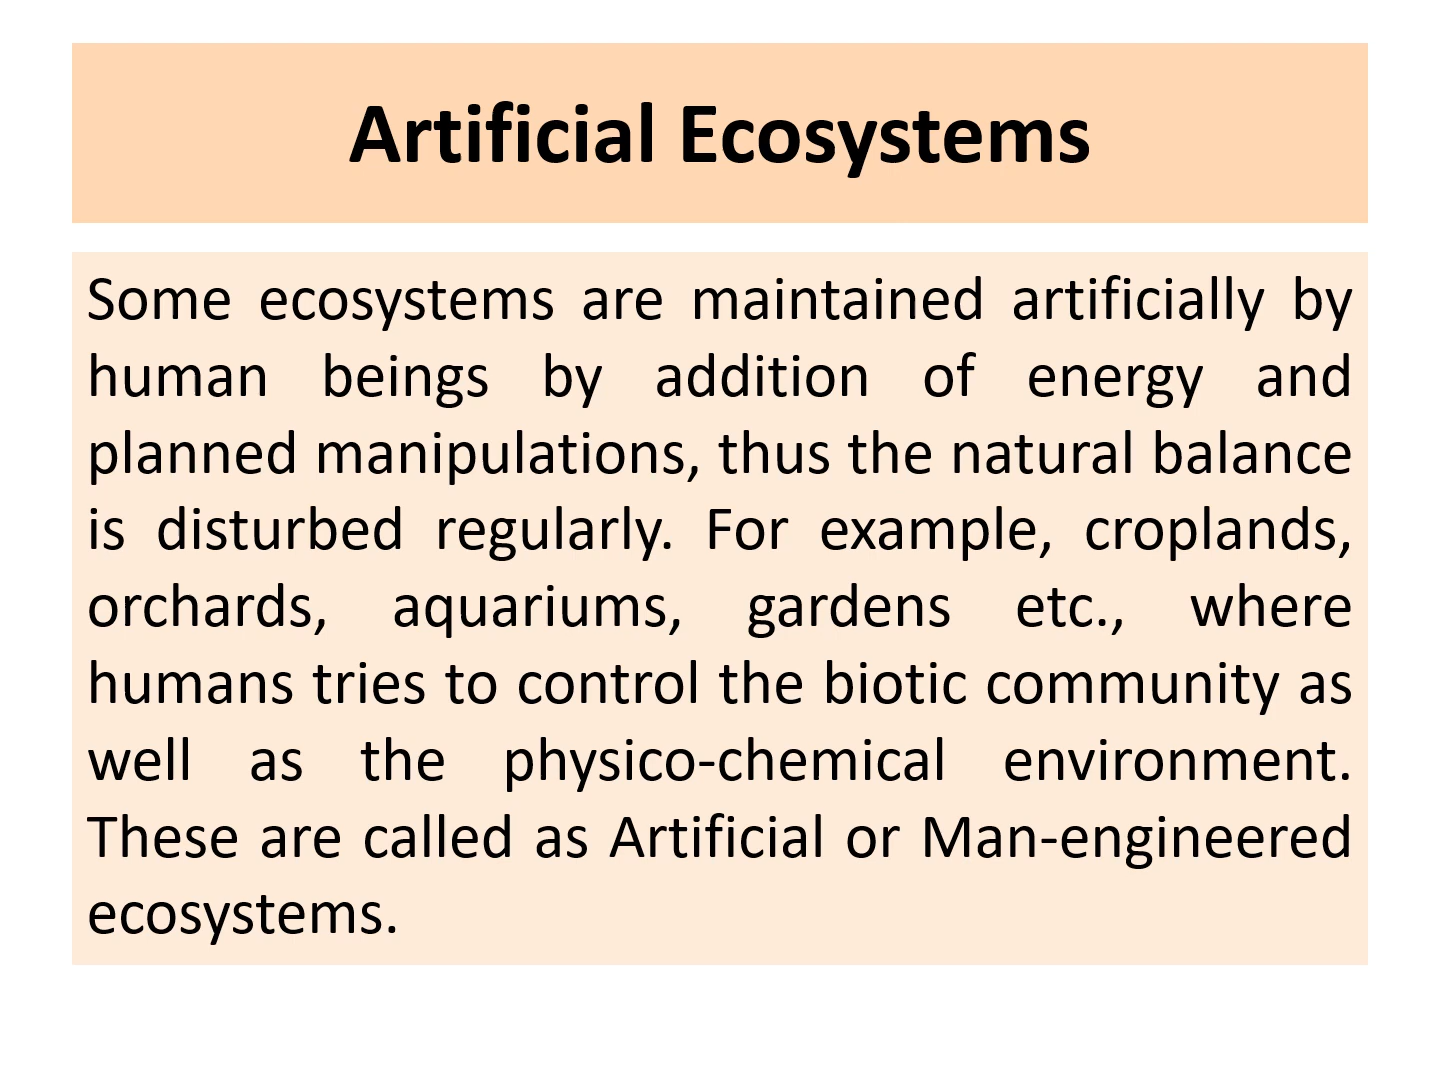 Artificial Ecosystems
Some ecosystems are maintained artificially by
human beings by addition of energy and
planned manipulations, thus the natural balance
is disturbed regularly. For example, croplands,
orchards, aquariums, gardens etc., where
humans tries to control the biotic community as
well as the physico-chemical environment.
These are called as Artificial or Man-engineered
ecosystems.